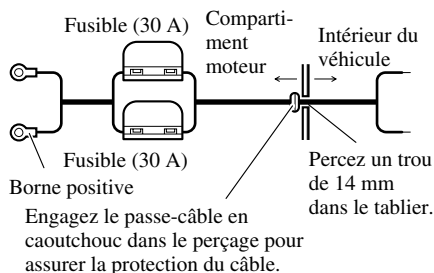 Fusible (30 A)
Comparti-
ment
moteur
Intérieur du
véhicule
Fusible (30 A)
Borne positive
Percez un trou
de 14 mm
dans le tablier.
Engagez le passe-câble en
caoutchouc dans le perçage pour
assurer la protection du câble.